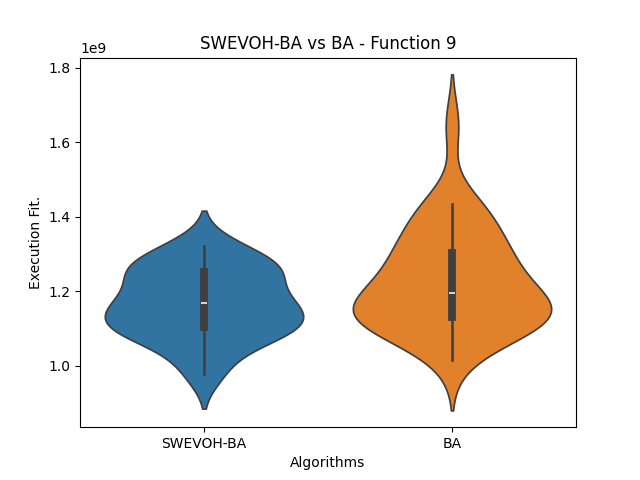 SWEVOH-BA vs BA - Function 9
1e9
1.8
1.6
1.4
1.2
1.0
Execution Fit.
SWEVOH-BA
BA
Algorithms